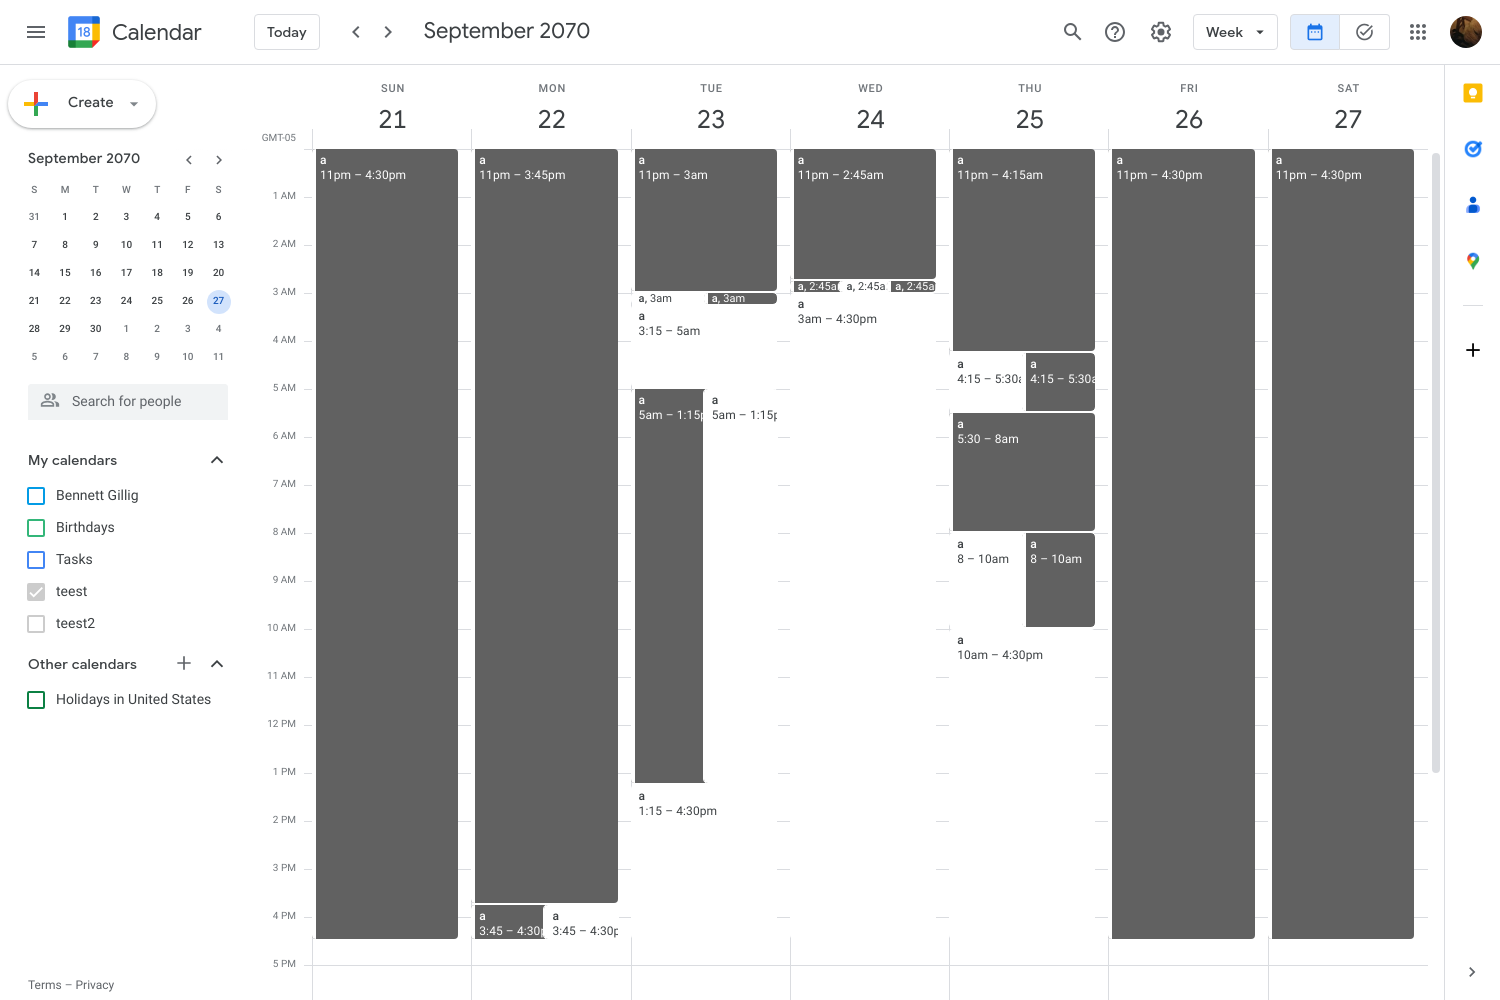 18 Calendar
Today
September 2070
Week
Create
September 2070
S M T W T F S
31 1 2 3 4 5 6
7 8 9 10 11 12 13
14 15 16 17 18 19 20
21 22 23 24 25 26 27
28 29 30 1 2 3 4
5 6 7 8 9 10 11
Search for people
My calendars
Bennett Gillig
Birthdays
Tasks
teest
teest2
Other calendars
Holidays in United States
Terms – Privacy
SUN MON TUE WED THU FRI SAT
21 22 23 24 25 26 27
GMT-05
1 AM
2 AM
3 AM
4 AM
5 AM
6 AM
7 AM
8 AM
9 AM
10 AM
11 AM
12 PM
1 PM
2 PM
3 PM
4 PM
5 PM
a
11pm – 4:30pm
a
11pm – 3:45pm
a
3:45 – 4:30p
a
3:45 – 4:30p
a
11pm – 3am
a, 3am
a, 3am
a
3:15 – 5am
a
5am – 1:15p
a
5am – 1:15p
a
1:15 – 4:30pm
a
11pm – 2:45am
a, 2:45a
a, 2:45a
a, 2:45a
a
3am – 4:30pm
a
11pm – 4:15am
a
4:15 – 5:30a
a
4:15 – 5:30a
a
5:30 – 8am
a
8 – 10am
a
8 – 10am
a
10am – 4:30pm
a
11pm – 4:30pm
a
11pm – 4:30pm